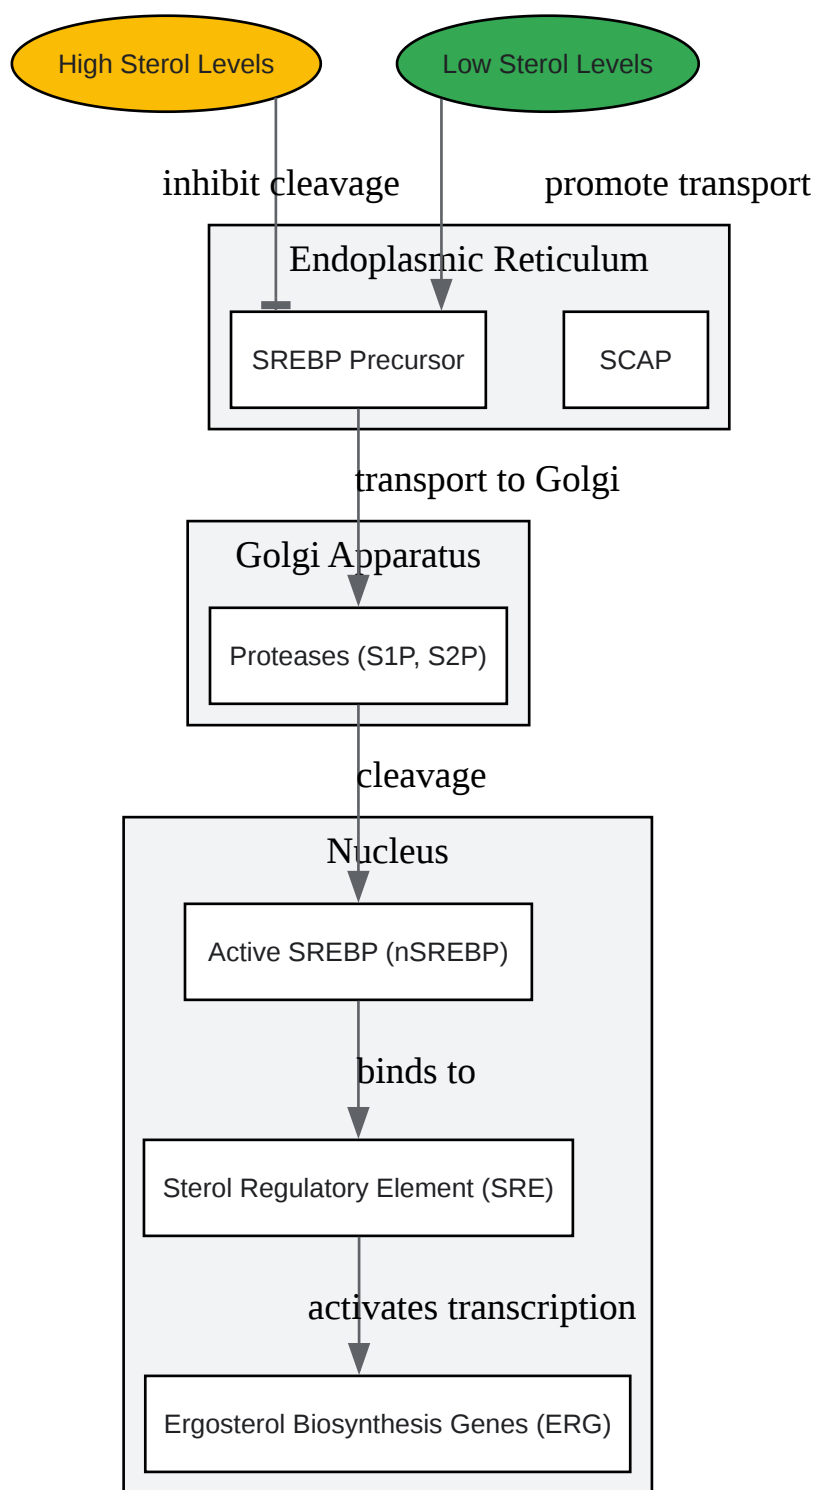 High Sterol Levels
Low Sterol Levels
inhibit cleavage
promote transport
Endoplasmic Reticulum
SREBP Precursor
SCAP
transport to Golgi
Golgi Apparatus
Proteases (S1P, S2P)
cleavage
Nucleus
Active SREBP (nSREBP)
binds to
Sterol Regulatory Element (SRE)
activates transcription
Ergosterol Biosynthesis Genes (ERG)